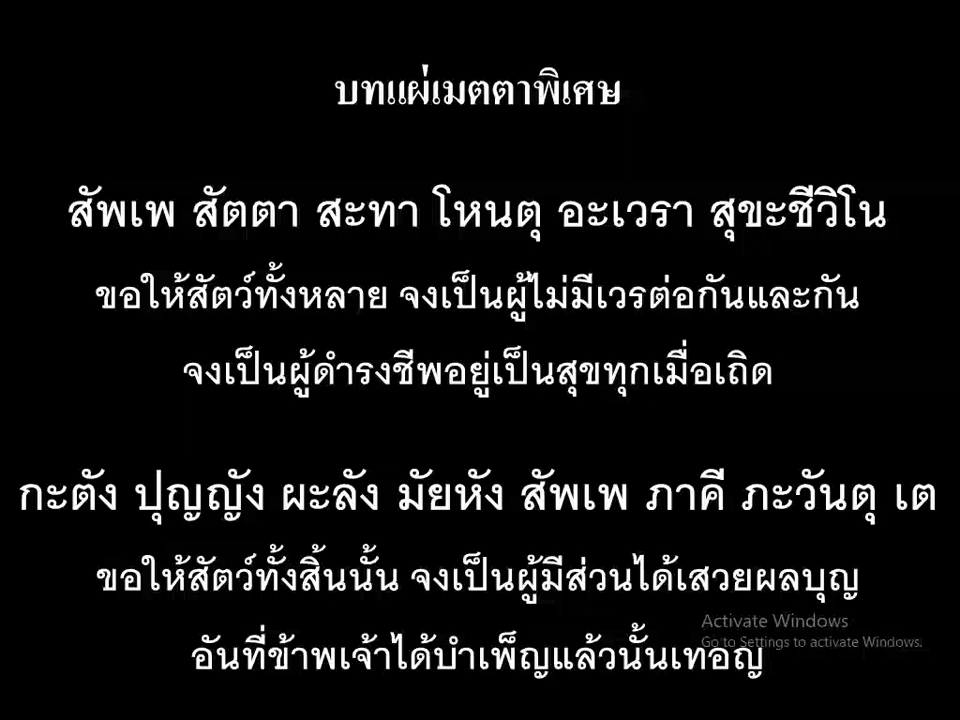 บทแผ่เมตตาพิเศษ
สัพเพ สัตตา สะทา โหนตุ อะเวรา สุขะชีวิโน
ขอให้สัตว์ทั้งหลาย จงเป็นผู้ไม่มีเวรต่อกันและกัน
จงเป็นผู้ดำรงชีพอยู่เป็นสุขทุกเมื่อเถิด
กะตัง ปุญญัง ผะลัง มัยหัง สัพเพ ภาคี ภะวันตุ เต
ขอให้สัตว์ทั้งสิ้นนั้น จงเป็นผู้มีส่วนได้เสวยผลบุญ
อันที่ข้าพเจ้าได้บำเพ็ญแล้วนั้นเทอญ
Activate Windows
Go to Settings to activate Windows.